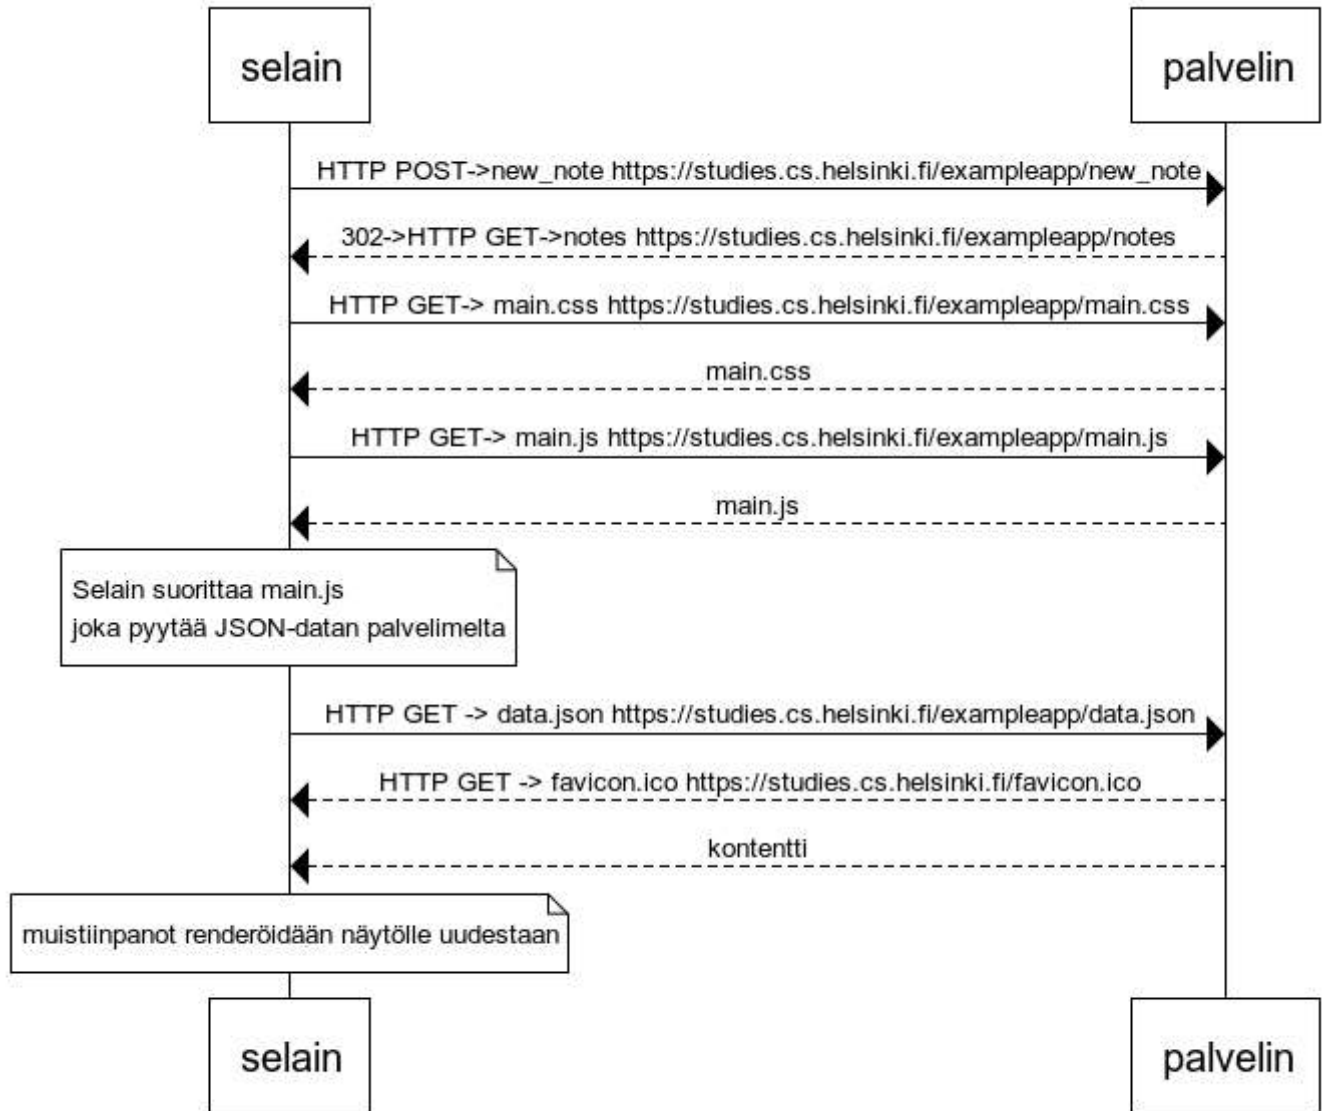 selain
palvelin
HTTP POST->new_note https://studies.cs.helsinki.fi/exampleapp/new_note
302->HTTP GET->notes https://studies.cs.helsinki.fi/exampleapp/notes
HTTP GET-> main.css https://studies.cs.helsinki.fi/exampleapp/main.css
main.css
HTTP GET-> main.js https://studies.cs.helsinki.fi/exampleapp/main.js
main.js
Selain suorittaa main.js
joka pyytää JSON-datan palvelimelta
HTTP GET -> data.json https://studies.cs.helsinki.fi/exampleapp/data.json
HTTP GET -> favicon.ico https://studies.cs.helsinki.fi/favicon.ico
kontentti
muistiinpanot renderöidään näytölle uudestaan
selain
palvelin